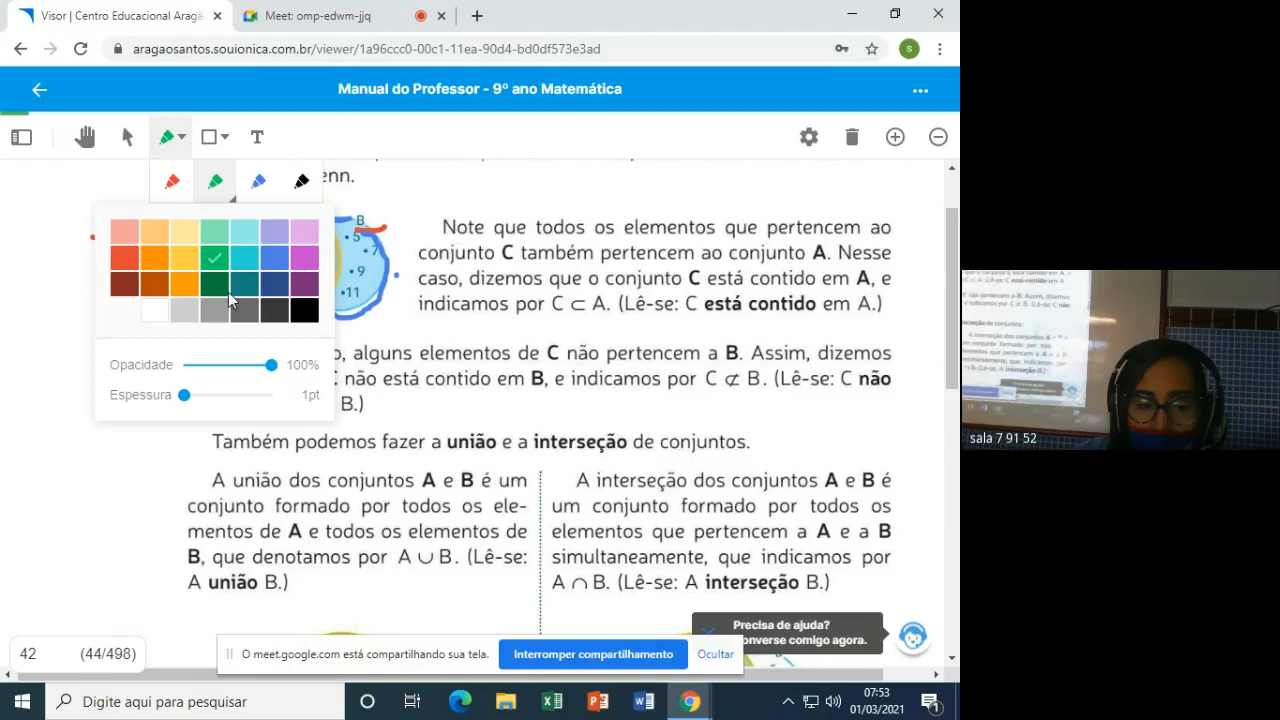 Visor | Centro Educacional Aragã
Meet: omp-edwm-jjq
aragaosantos.souionica.com.br/viewer/1a96ccc0-00c1-11ea-90d4-bd0df573e3ad
S
Manual do Professor - 9º ano Matemática
T
enn.
B
5
7
9
Note que todos os elementos que pertencem ao
conjunto C também pertencem ao conjunto A. Nesse
caso, dizemos que o conjunto C está contido em A, e
indicamos por C ⊂ A. (Lê-se: C está contido em A.)
, alguns elementos de C não pertencem a B. Assim, dizemos
não está contido em B, e indicamos por C ⊄ B. (Lê-se: C não
B.)
Opacidade 100%
Espessura 1pt
Também podemos fazer a união e a interseção de conjuntos.
A união dos conjuntos A e B é um
conjunto formado por todos os ele-
mentos de A e todos os elementos de
B, que denotamos por A ∪ B. (Lê-se:
A união B.)
A interseção dos conjuntos A e B é
um conjunto formado por todos os
elementos que pertencem a A e a B
simultaneamente, que indicamos por
A ∩ B. (Lê-se: A interseção B.)
Precisa de ajuda?
onverse comigo agora.
42 (44/498)
O meet.google.com está compartilhando sua tela.
Interromper compartilhamento
Ocultar
Digite aqui para pesquisar
07:53
01/03/2021
1
sala 7 91 52